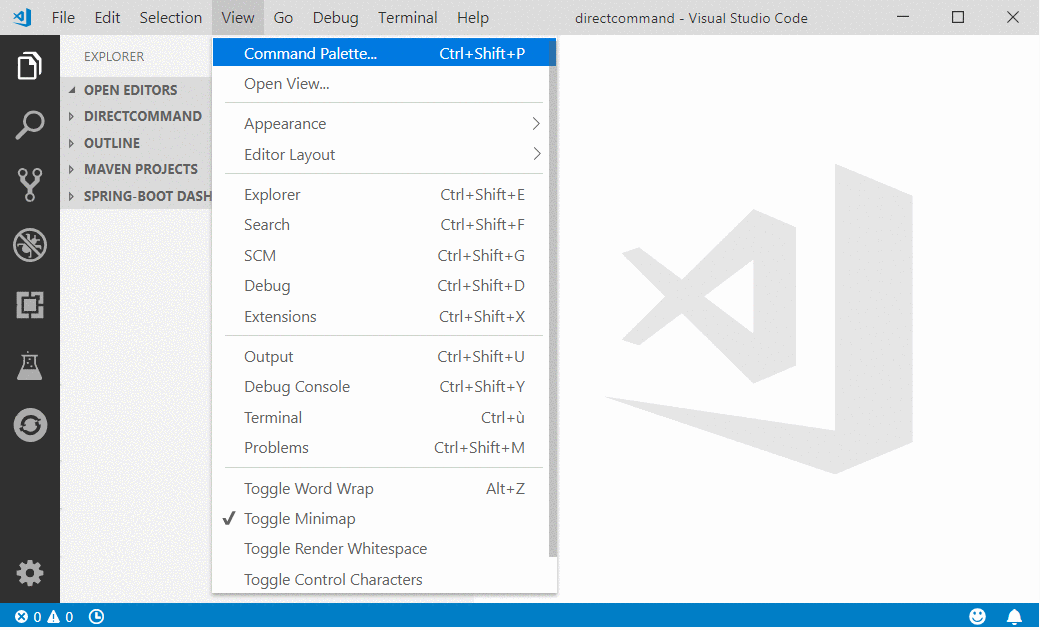 File Edit Selection View Go Debug Terminal Help directcommand - Visual Studio Code
EXPLORER
OPEN EDITORS
DIRECTCOMMAND
OUTLINE
MAVEN PROJECTS
SPRING-BOOT DASH
Command Palette... Ctrl+Shift+P
Open View...
Appearance
Editor Layout
Explorer Ctrl+Shift+E
Search Ctrl+Shift+F
SCM Ctrl+Shift+G
Debug Ctrl+Shift+D
Extensions Ctrl+Shift+X
Output Ctrl+Shift+U
Debug Console Ctrl+Shift+Y
Terminal Ctrl+ù
Problems Ctrl+Shift+M
Toggle Word Wrap Alt+Z
Toggle Minimap
Toggle Render Whitespace
Toggle Control Characters
0 0